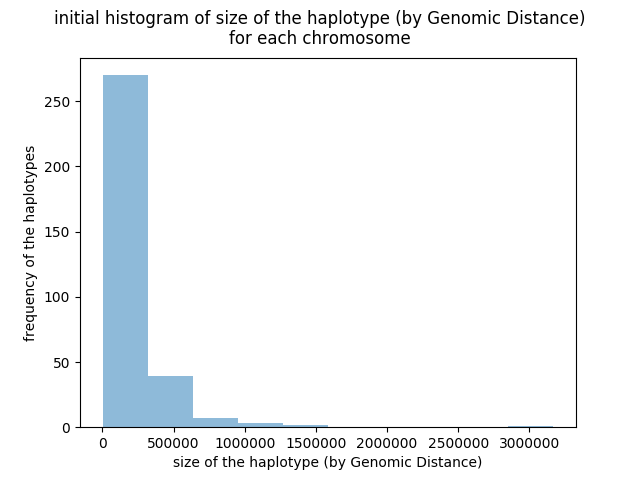 initial histogram of size of the haplotype (by Genomic Distance)
for each chromosome
250
200
150
100
50
0
frequency of the haplotypes
0 500000 1000000 1500000 2000000 2500000 3000000
size of the haplotype (by Genomic Distance)